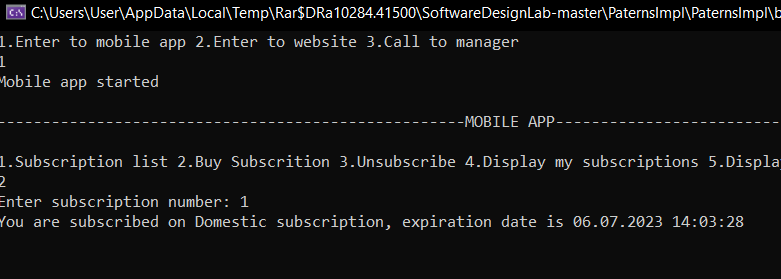 C:\Users\User\AppData\Local\Temp\Rar$DRa10284.41500\SoftwareDesignLab-master\PaternsImpl\PaternsImpl\b
1.Enter to mobile app 2.Enter to website 3.Call to manager
1
Mobile app started
-----------------------------------------------------MOBILE APP--------------------------
1.Subscription list 2.Buy Subscrition 3.Unsubscribe 4.Display my subscriptions 5.Displa
2
Enter subscription number: 1
You are subscribed on Domestic subscription, expiration date is 06.07.2023 14:03:28